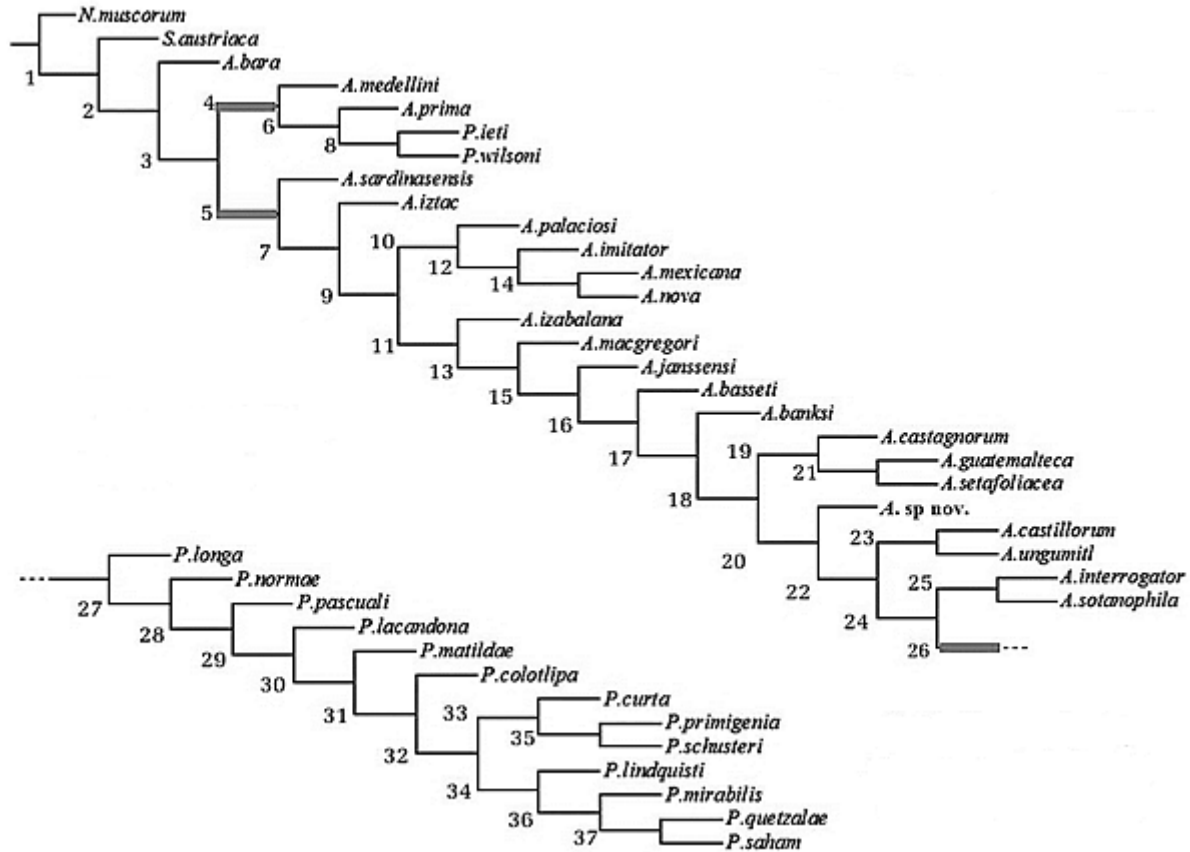 N.muscorum
S.austriaca
A.bara
1
A.medellini
4
2
A.prima
6
P.ieti
8
P.wilsoni
3
A.sardinasensis
A.iztac
5
A.palaciosi
10
7
A.imitator
12
A.mexicana
14
A.nova
9
A.izabalana
11
A.macgregori
13
A.janssensi
15
A.basseti
16
A.banksi
17
A.castagnorum
19
A.guatemalteca
21
A.setafoliacea
18
A. sp nov.
A.castillorum
23
20
A.ungumitl
22
25
A.interrogator
A.sotanophila
24
26
P.longa
P.normae
27
P.pascuali
28
P.lacandona
29
P.matildae
30
P.colotlipa
31
P.curta
33
P.primigenia
35
P.schusteri
32
P.lindquisti
34
P.mirabilis
36
P.quetzalae
37
P.saham